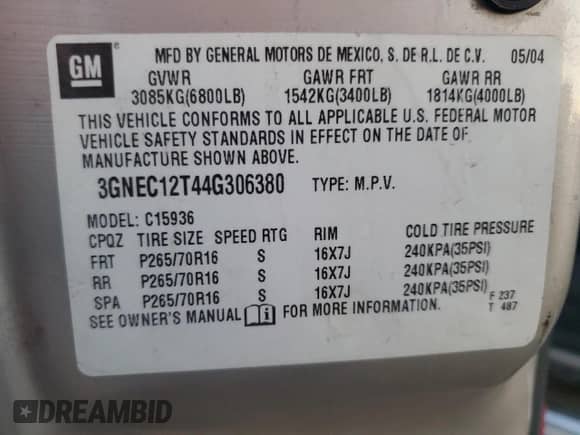 GM ® MFD BY GENERAL MOTORS DE MEXICO, S. DE R.L. DE C.V. 05/04
GVWR GAWR FRT GAWR RR
3085KG(6800LB) 1542KG(3400LB) 1814KG(4000LB)
THIS VEHICLE CONFORMS TO ALL APPLICABLE U.S. FEDERAL MOTOR
VEHICLE SAFETY STANDARDS IN EFFECT ON THE DATE OF
MANUFACTURE SHOWN ABOVE.
3GNEC12T44G306380 TYPE: M.P.V.
MODEL: C15936
CPQZ TIRE SIZE SPEED RTG RIM COLD TIRE PRESSURE
FRT P265/70R16 S 16X7J 240KPA(35PSI)
RR P265/70R16 S 16X7J 240KPA(35PSI)
SPA P265/70R16 S 16X7J 240KPA(35PSI)
SEE OWNER'S MANUAL FOR MORE INFORMATION.
F 237
T 487
DREAMBID